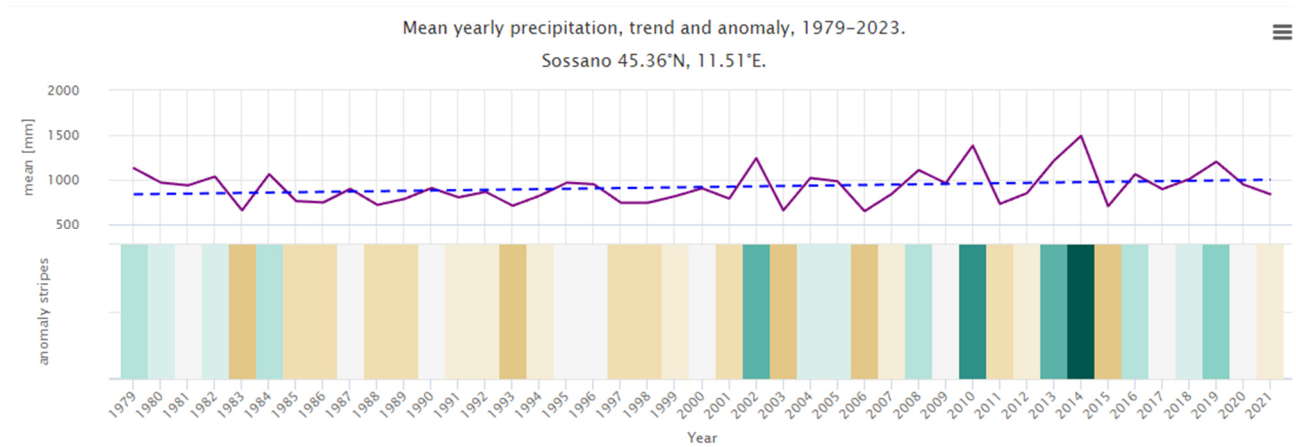 Mean yearly precipitation, trend and anomaly, 1979–2023.
Sossano 45.36°N, 11.51°E.
2000
1500
1000
500
mean [mm]
anomaly stripes
1979 1980 1981 1982 1983 1984 1985 1986 1987 1988 1989 1990 1991 1992 1993 1994 1995 1996 1997 1998 1999 2000 2001 2002 2003 2004 2005 2006 2007 2008 2009 2010 2011 2012 2013 2014 2015 2016 2017 2018 2019 2020 2021
Year